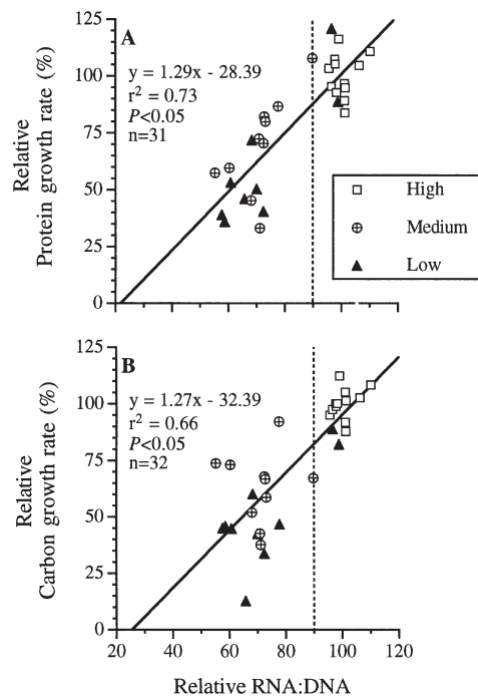 A
y = 1.29x - 28.39
r² = 0.73
P<0.05
n=31
Relative
Protein growth rate (%)
125
100
75
50
25
0
High
Medium
Low
B
y = 1.27x - 32.39
r² = 0.66
P<0.05
n=32
Relative
Carbon growth rate (%)
125
100
75
50
25
0
20 40 60 80 100 120
Relative RNA:DNA